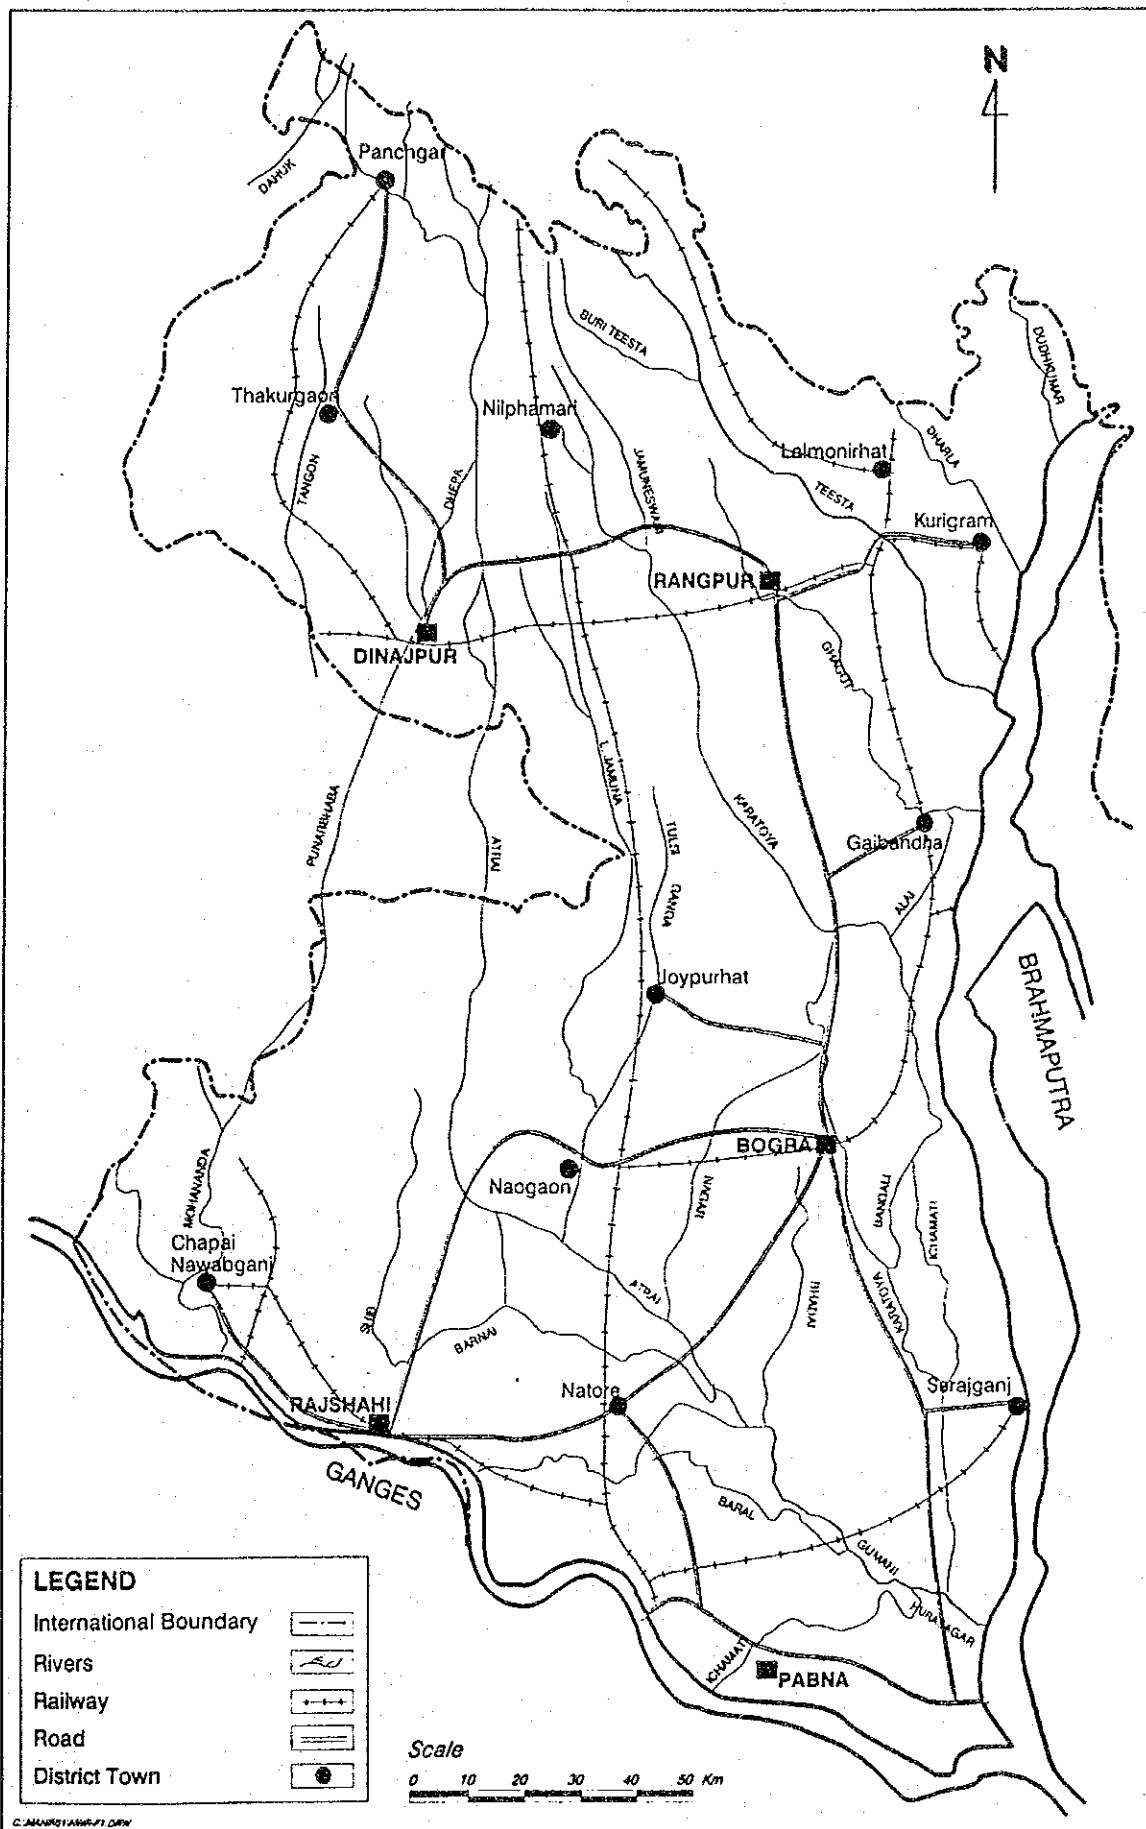 N
Panchgar
DAHUK
BURI TEESTA
DUDHKUMAR
Thakurgaon
Nilphamari
DHARLA
Lalmonirhat
TANGON
DHEPA
JAMUNESWARI
TEESTA
Kurigram
RANGPUR
DINAJPUR
GHAGOT
L. JAMUNA
PUNARBHABA
ATRAI
TULSI
GANGA
KARATOYA
Gaibandha
ALAI
Joypurhat
BRAHMAPUTRA
BOGRA
Naogaon
MOHANANDA
NAGAR
BANGALI
ICHAMATI
Chapai
Nawabganj
ATRAI
BHADAI
KARATOYA
SUB
BARNAI
Natore
Serajganj
RAJSHAHI
GANGES
BARAL
GUMANI
HURASAGAR
ICHAMATI
PABNA
LEGEND
International Boundary
Rivers
Railway
Road
District Town
Scale
0 10 20 30 40 50 Km